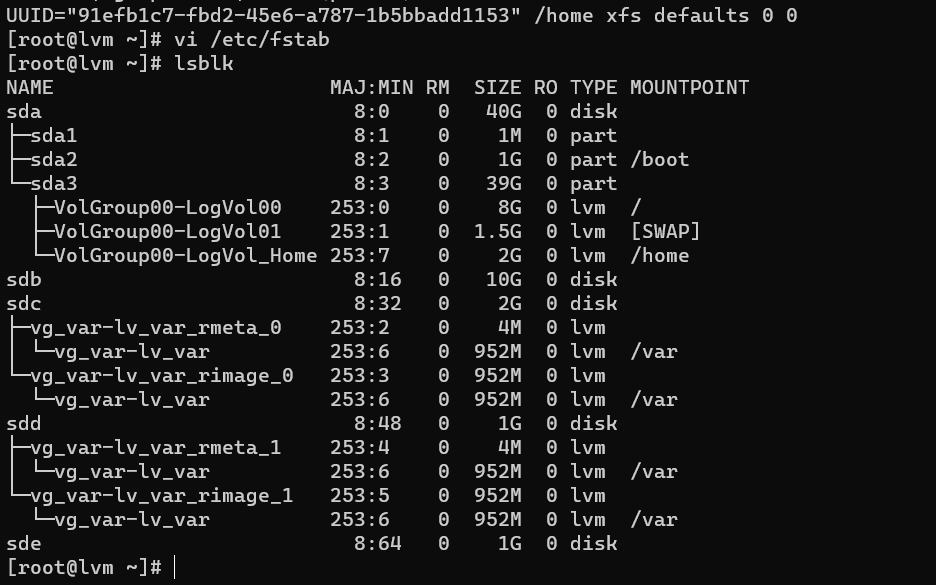 UUID="91efb1c7-fbd2-45e6-a787-1b5bbadd1153" /home xfs defaults 0 0
[root@lvm ~]# vi /etc/fstab
[root@lvm ~]# lsblk
NAME                       MAJ:MIN RM  SIZE RO TYPE MOUNTPOINT
sda                          8:0    0   40G  0 disk
├─sda1                       8:1    0    1M  0 part
├─sda2                       8:2    0    1G  0 part /boot
└─sda3                       8:3    0   39G  0 part
  ├─VolGroup00-LogVol00    253:0    0    8G  0 lvm  /
  ├─VolGroup00-LogVol01    253:1    0  1.5G  0 lvm  [SWAP]
  └─VolGroup00-LogVol_Home 253:7    0    2G  0 lvm  /home
sdb                          8:16   0   10G  0 disk
sdc                          8:32   0    2G  0 disk
├─vg_var-lv_var_rmeta_0    253:2    0    4M  0 lvm
│ └─vg_var-lv_var          253:6    0  952M  0 lvm  /var
└─vg_var-lv_var_rimage_0   253:3    0  952M  0 lvm
  └─vg_var-lv_var          253:6    0  952M  0 lvm  /var
sdd                          8:48   0    1G  0 disk
├─vg_var-lv_var_rmeta_1    253:4    0    4M  0 lvm
│ └─vg_var-lv_var          253:6    0  952M  0 lvm  /var
└─vg_var-lv_var_rimage_1   253:5    0  952M  0 lvm
  └─vg_var-lv_var          253:6    0  952M  0 lvm  /var
sde                          8:64   0    1G  0 disk
[root@lvm ~]#